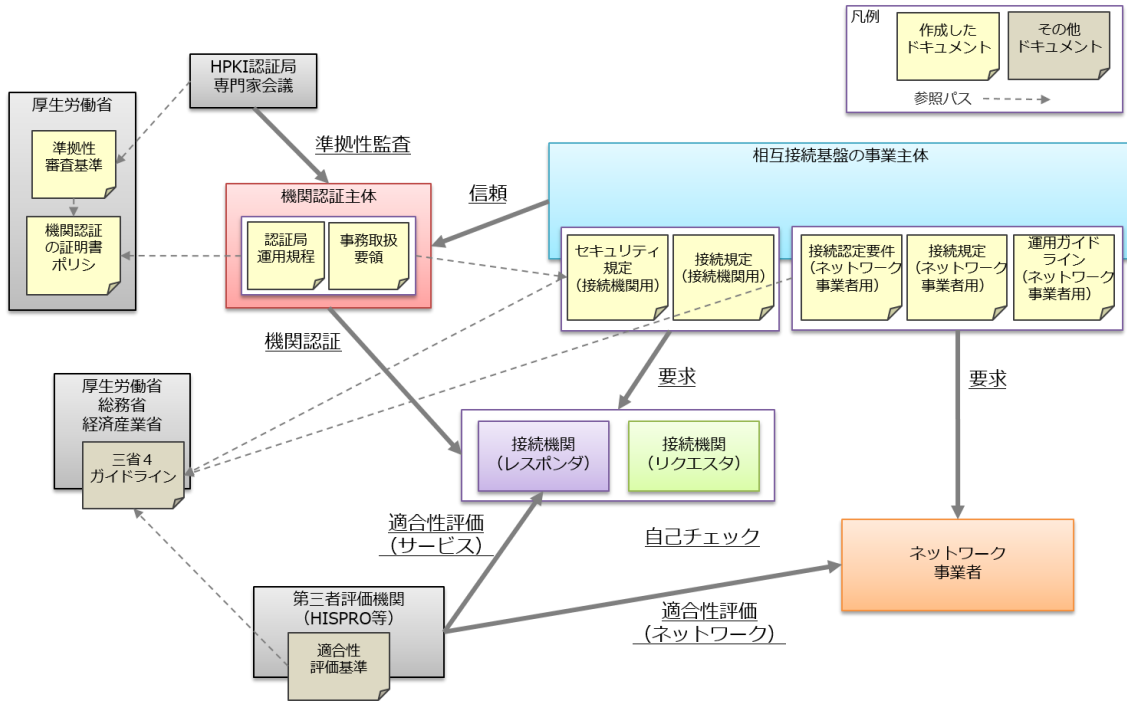 凡例
作成した
ドキュメント
その他
ドキュメント
参照パス
HPKI認証局
専門家会議
厚生労働省
準拠性
審査基準
機関認証
の証明書
ポリシ
準拠性監査
機関認証主体
認証局
運用規程
事務取扱
要領
信頼
相互接続基盤の事業主体
セキュリティ
規定
(接続機関用)
接続規定
(接続機関用)
接続認定要件
(ネットワーク
事業者用)
接続規定
(ネットワーク
事業者用)
運用ガイド
ライン
(ネットワーク
事業者用)
機関認証
要求
要求
厚生労働省
総務省
経済産業省
三省4
ガイドライン
接続機関
(レスポンダ)
接続機関
(リクエスタ)
適合性評価
(サービス)
自己チェック
ネットワーク
事業者
第三者評価機関
(HISPRO等)
適合性
評価基準
適合性評価
(ネットワーク)